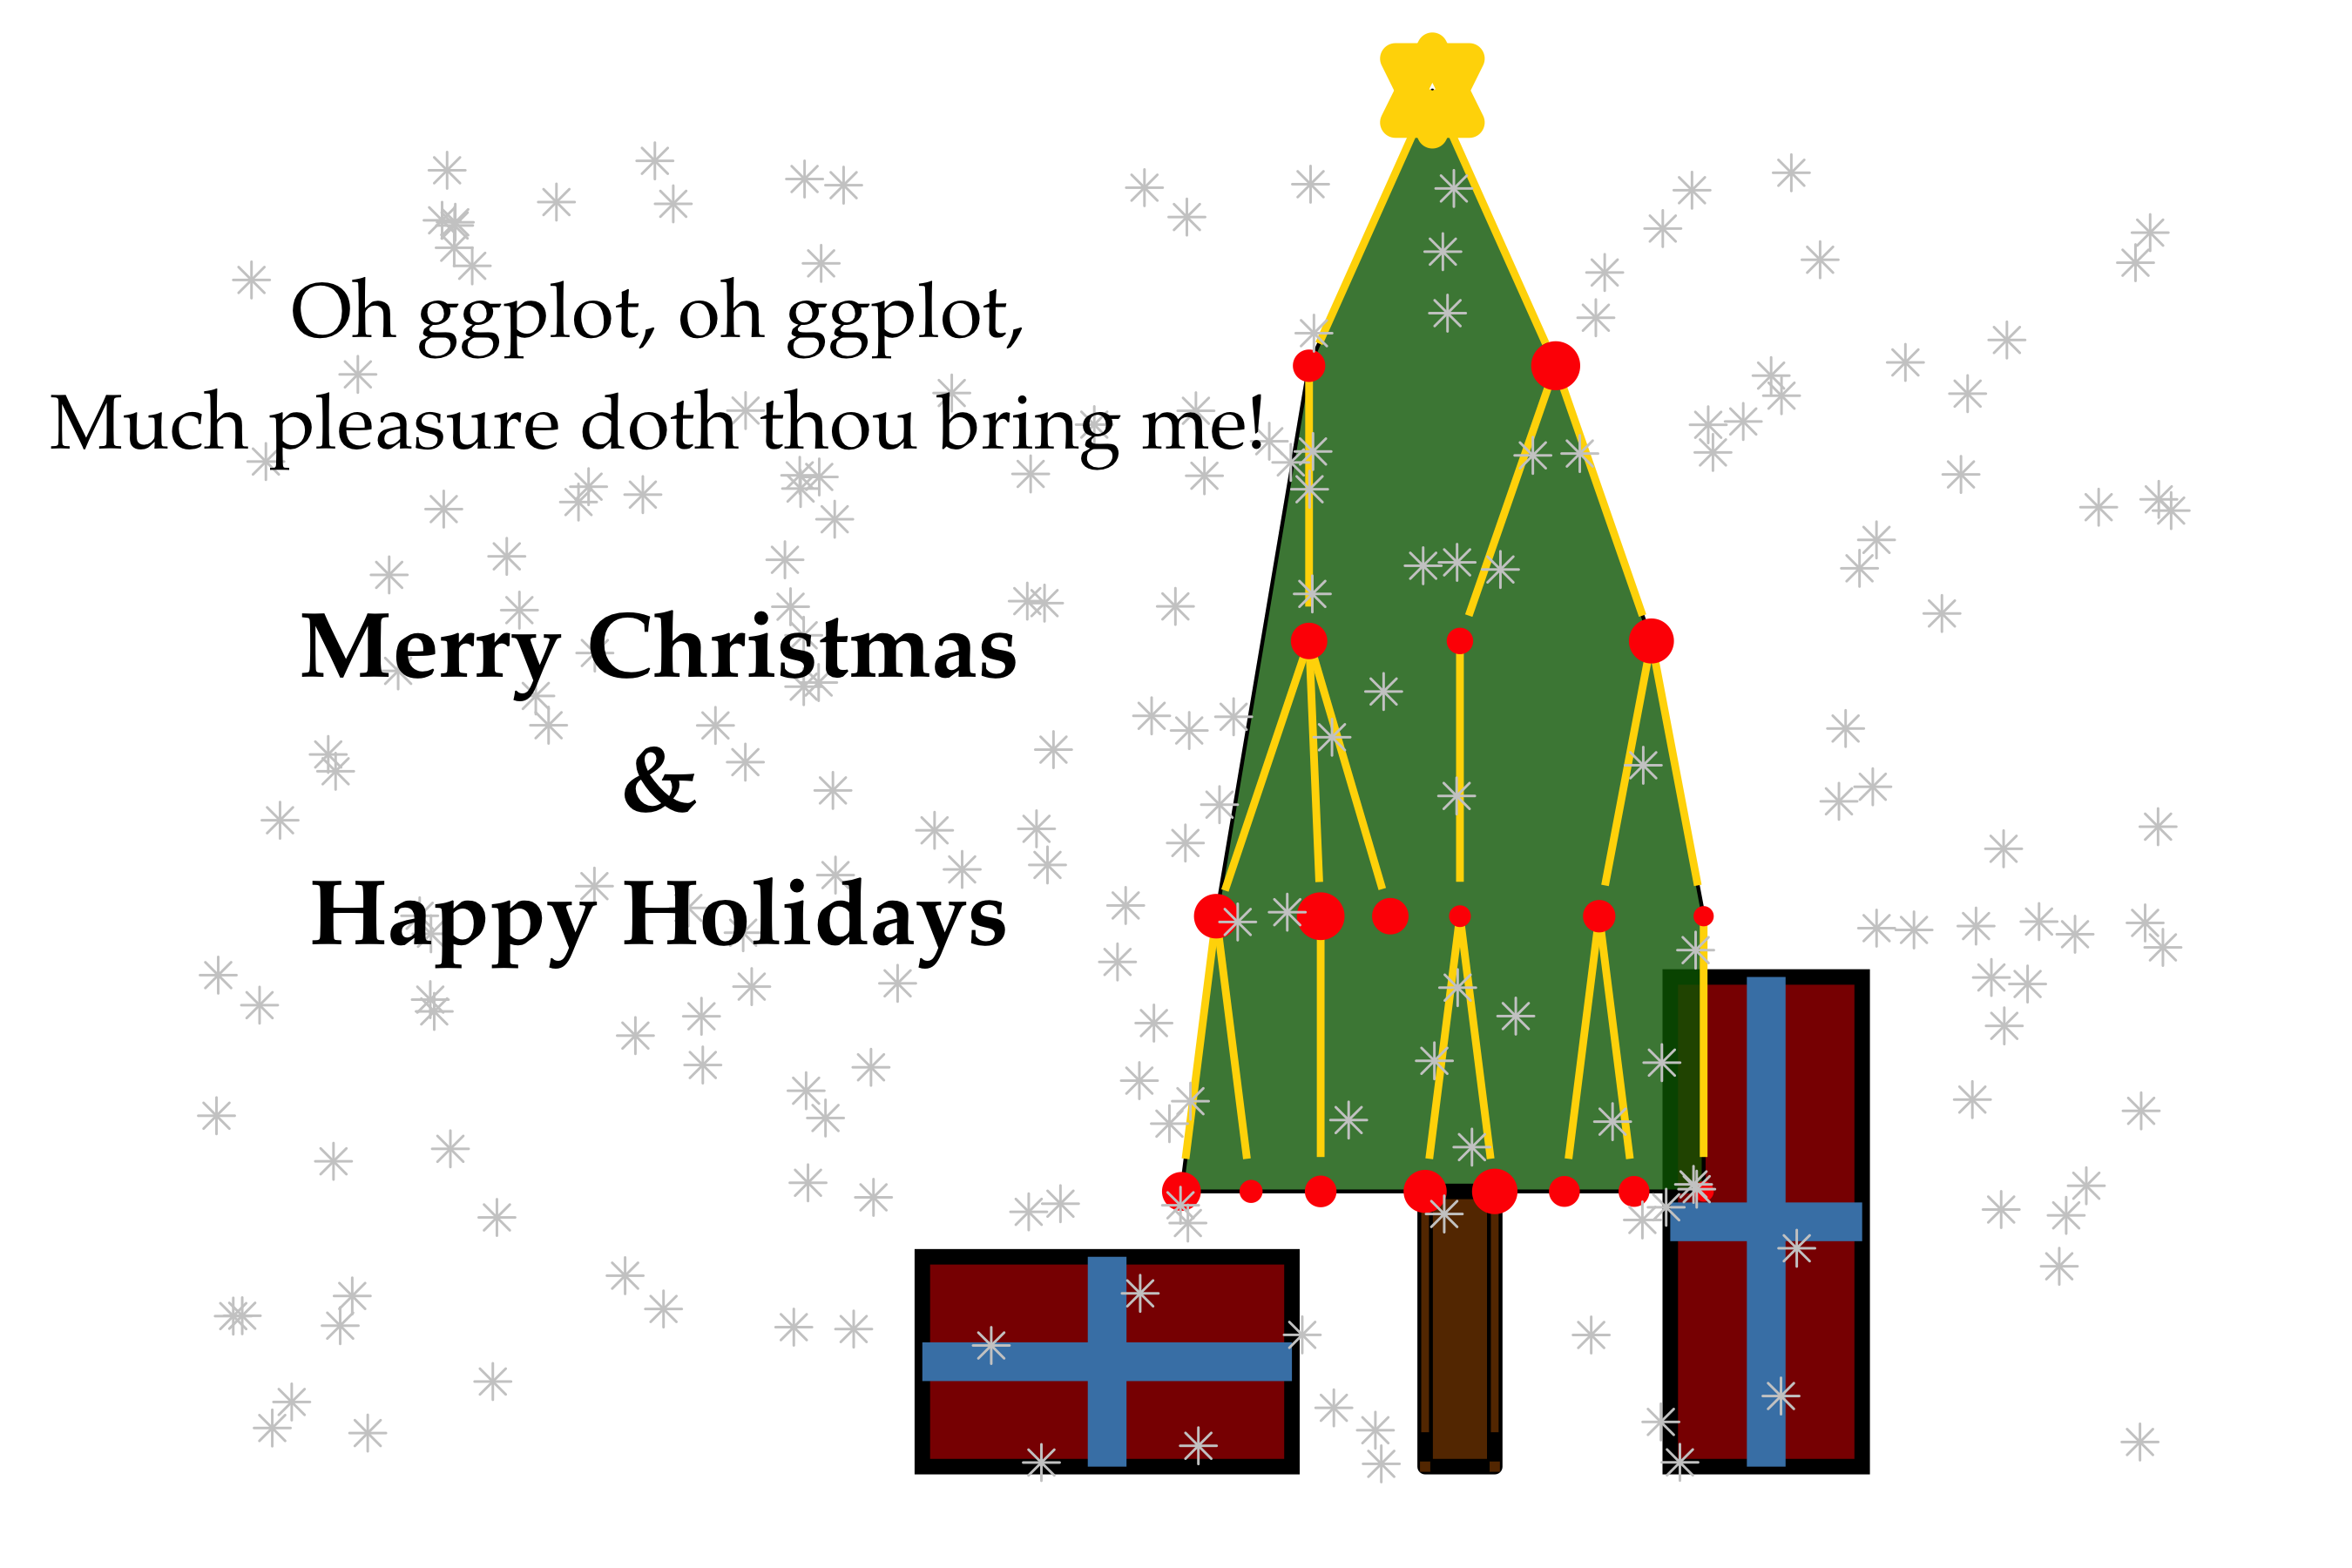 Oh ggplot, oh ggplot,
Much pleasure doth thou bring me!
Merry Christmas
&
Happy Holidays